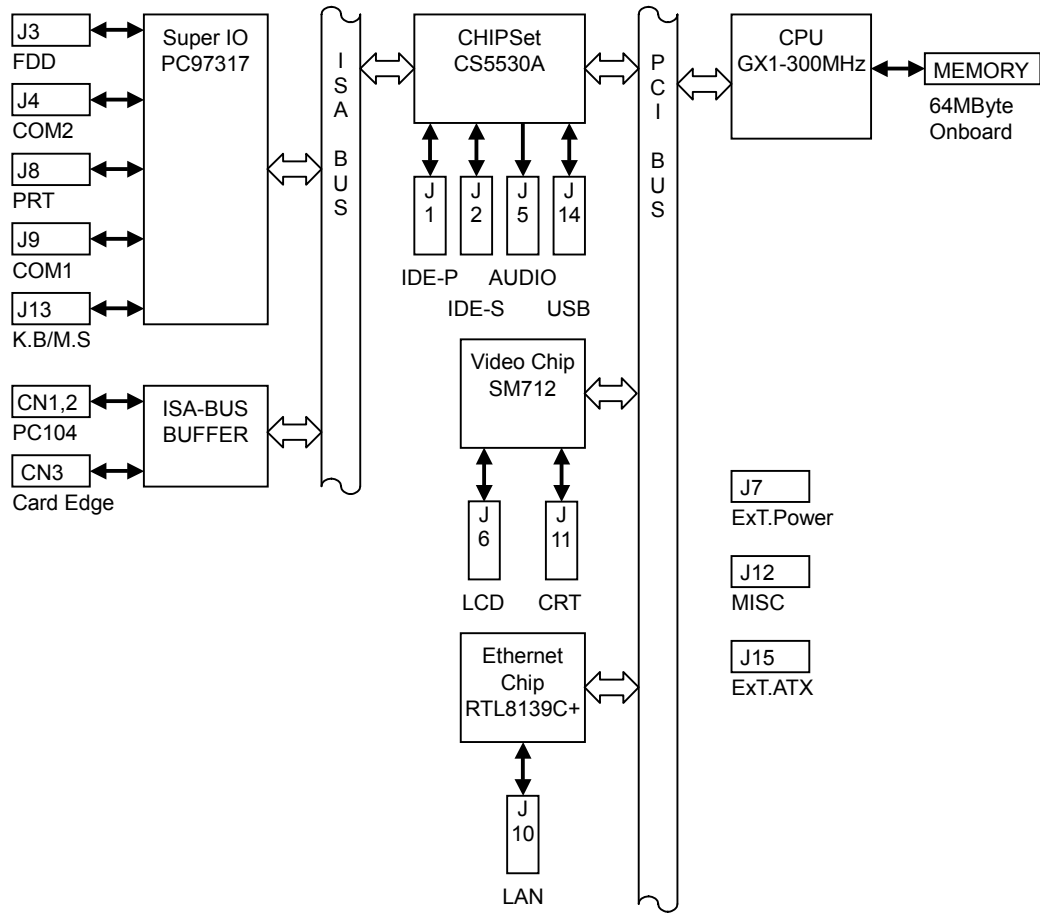 J3
FDD
J4
COM2
J8
PRT
J9
COM1
J13
K.B/M.S
Super IO
PC97317
CN1,2
PC104
CN3
Card Edge
ISA-BUS
BUFFER
I
S
A
B
U
S
CHIPSet
CS5530A
J
1
J
2
J
5
J
14
IDE-P
AUDIO
IDE-S
USB
Video Chip
SM712
J
6
J
11
LCD
CRT
Ethernet
Chip
RTL8139C+
J
10
LAN
P
C
I
B
U
S
CPU
GX1-300MHz
MEMORY
64MByte
Onboard
J7
ExT.Power
J12
MISC
J15
ExT.ATX